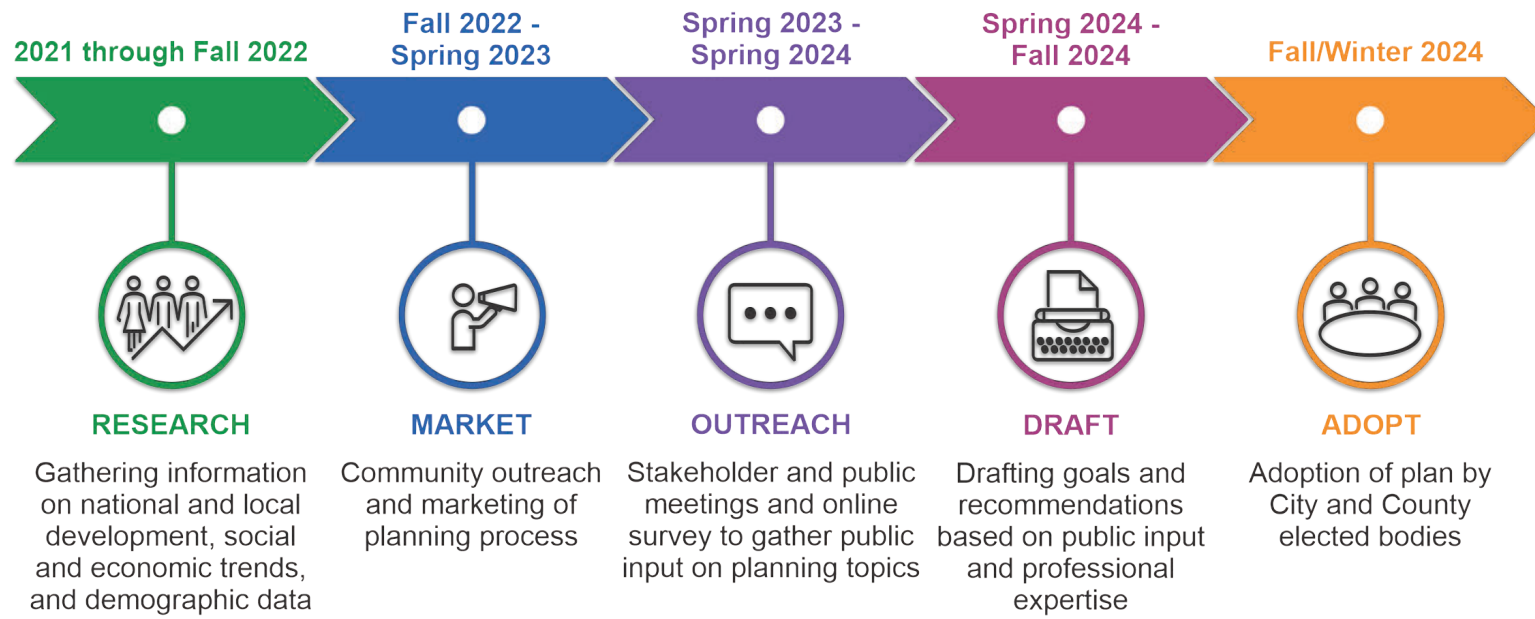 2021 through Fall 2022
Fall 2022 -
Spring 2023
Spring 2023 -
Spring 2024
Spring 2024 -
Fall 2024
Fall/Winter 2024
RESEARCH
Gathering information
on national and local
development, social
and economic trends,
and demographic data
MARKET
Community outreach
and marketing of
planning process
OUTREACH
Stakeholder and public
meetings and online
survey to gather public
input on planning topics
DRAFT
Drafting goals and
recommendations
based on public input
and professional
expertise
ADOPT
Adoption of plan by
City and County
elected bodies